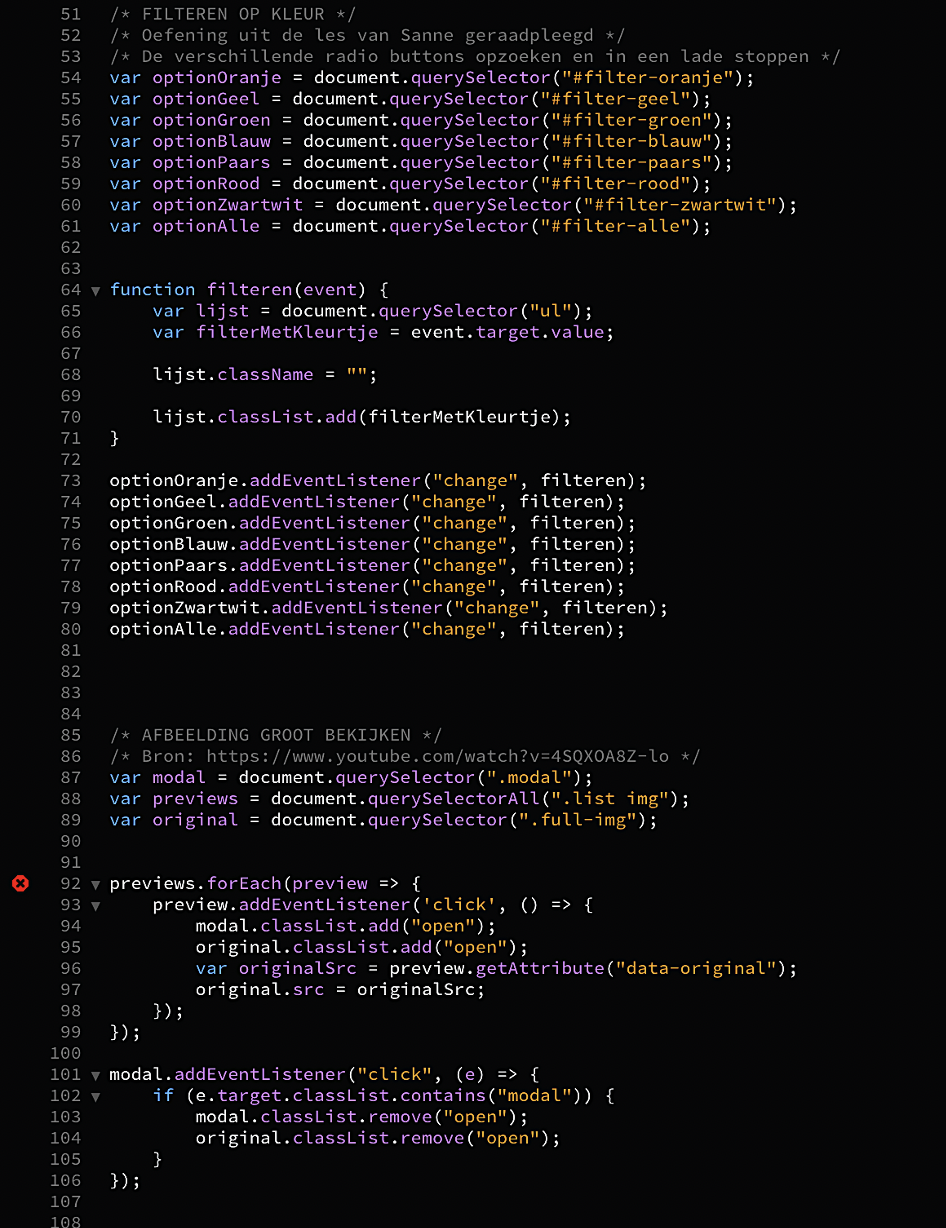 51 /* FILTEREN OP KLEUR */
52 /* Oefening uit de les van Sanne geraadpleegd */
53 /* De verschillende radio buttons opzoeken en in een lade stoppen */
54 var optionOranje = document.querySelector("#filter-oranje");
55 var optionGeel = document.querySelector("#filter-geel");
56 var optionGroen = document.querySelector("#filter-groen");
57 var optionBlauw = document.querySelector("#filter-blauw");
58 var optionPaars = document.querySelector("#filter-paars");
59 var optionRood = document.querySelector("#filter-rood");
60 var optionZwartwit = document.querySelector("#filter-zwartwit");
61 var optionAlle = document.querySelector("#filter-alle");
62
63
64 ▼ function filteren(event) {
65     var lijst = document.querySelector("ul");
66     var filterMetKleurtje = event.target.value;
67
68     lijst.className = "";
69
70     lijst.classList.add(filterMetKleurtje);
71 }
72
73 optionOranje.addEventListener("change", filteren);
74 optionGeel.addEventListener("change", filteren);
75 optionGroen.addEventListener("change", filteren);
76 optionBlauw.addEventListener("change", filteren);
77 optionPaars.addEventListener("change", filteren);
78 optionRood.addEventListener("change", filteren);
79 optionZwartwit.addEventListener("change", filteren);
80 optionAlle.addEventListener("change", filteren);
81
82
83
84
85 /* AFBEELDING GROOT BEKIJKEN */
86 /* Bron: https://www.youtube.com/watch?v=4SQXOA8Z-lo */
87 var modal = document.querySelector(".modal");
88 var previews = document.querySelectorAll(".list img");
89 var original = document.querySelector(".full-img");
90
91
92 ▼ previews.forEach(preview => {
93 ▼     preview.addEventListener('click', () => {
94         modal.classList.add("open");
95         original.classList.add("open");
96         var originalSrc = preview.getAttribute("data-original");
97         original.src = originalSrc;
98     });
99 });
100
101 ▼ modal.addEventListener("click", (e) => {
102 ▼     if (e.target.classList.contains("modal")) {
103         modal.classList.remove("open");
104         original.classList.remove("open");
105     }
106 });
107
108